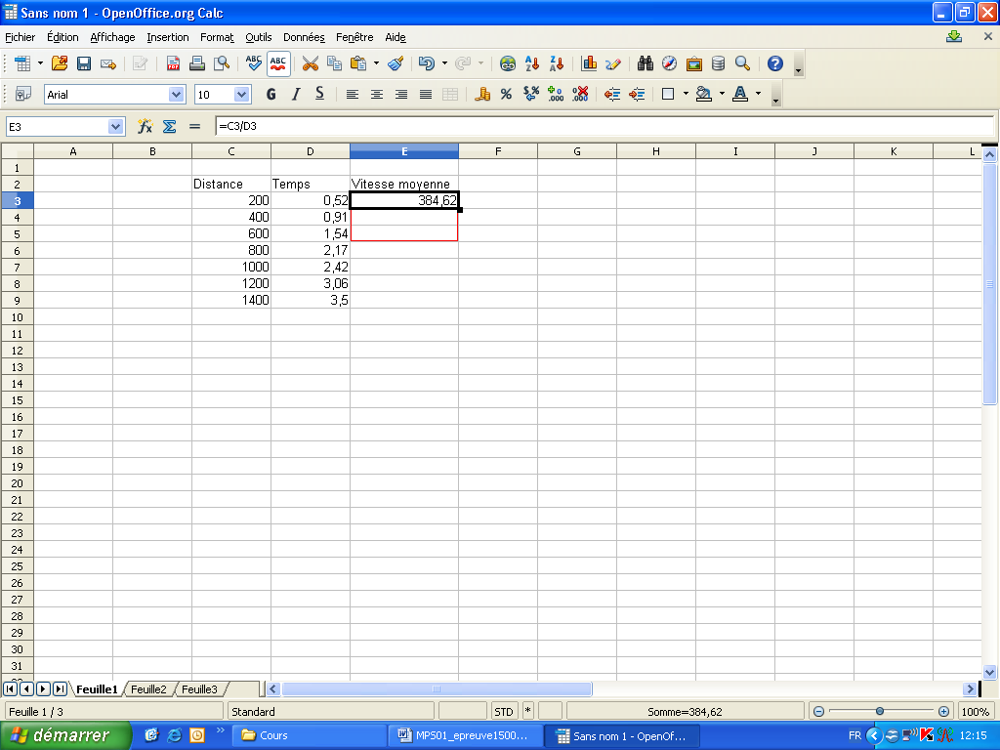 Sans nom 1 - OpenOffice.org Calc
Fichier Édition Affichage Insertion Format Outils Données Fenêtre Aide
ABC ABC
Arial 10 G I S
E3 =C3/D3
A B C D E F G H I J K L
1
2 Distance Temps Vitesse moyenne
3 200 0,52 384,62
4 400 0,91
5 600 1,54
6 800 2,17
7 1000 2,42
8 1200 3,06
9 1400 3,5
10
11
12
13
14
15
16
17
18
19
20
21
22
23
24
25
26
27
28
29
30
31
Feuille1 Feuille2 Feuille3
Feuille 1 / 3 Standard STD * Somme=384,62 100%
démarrer Cours MPS01_epreuve1500... Sans nom 1 - OpenOf... FR 12:15